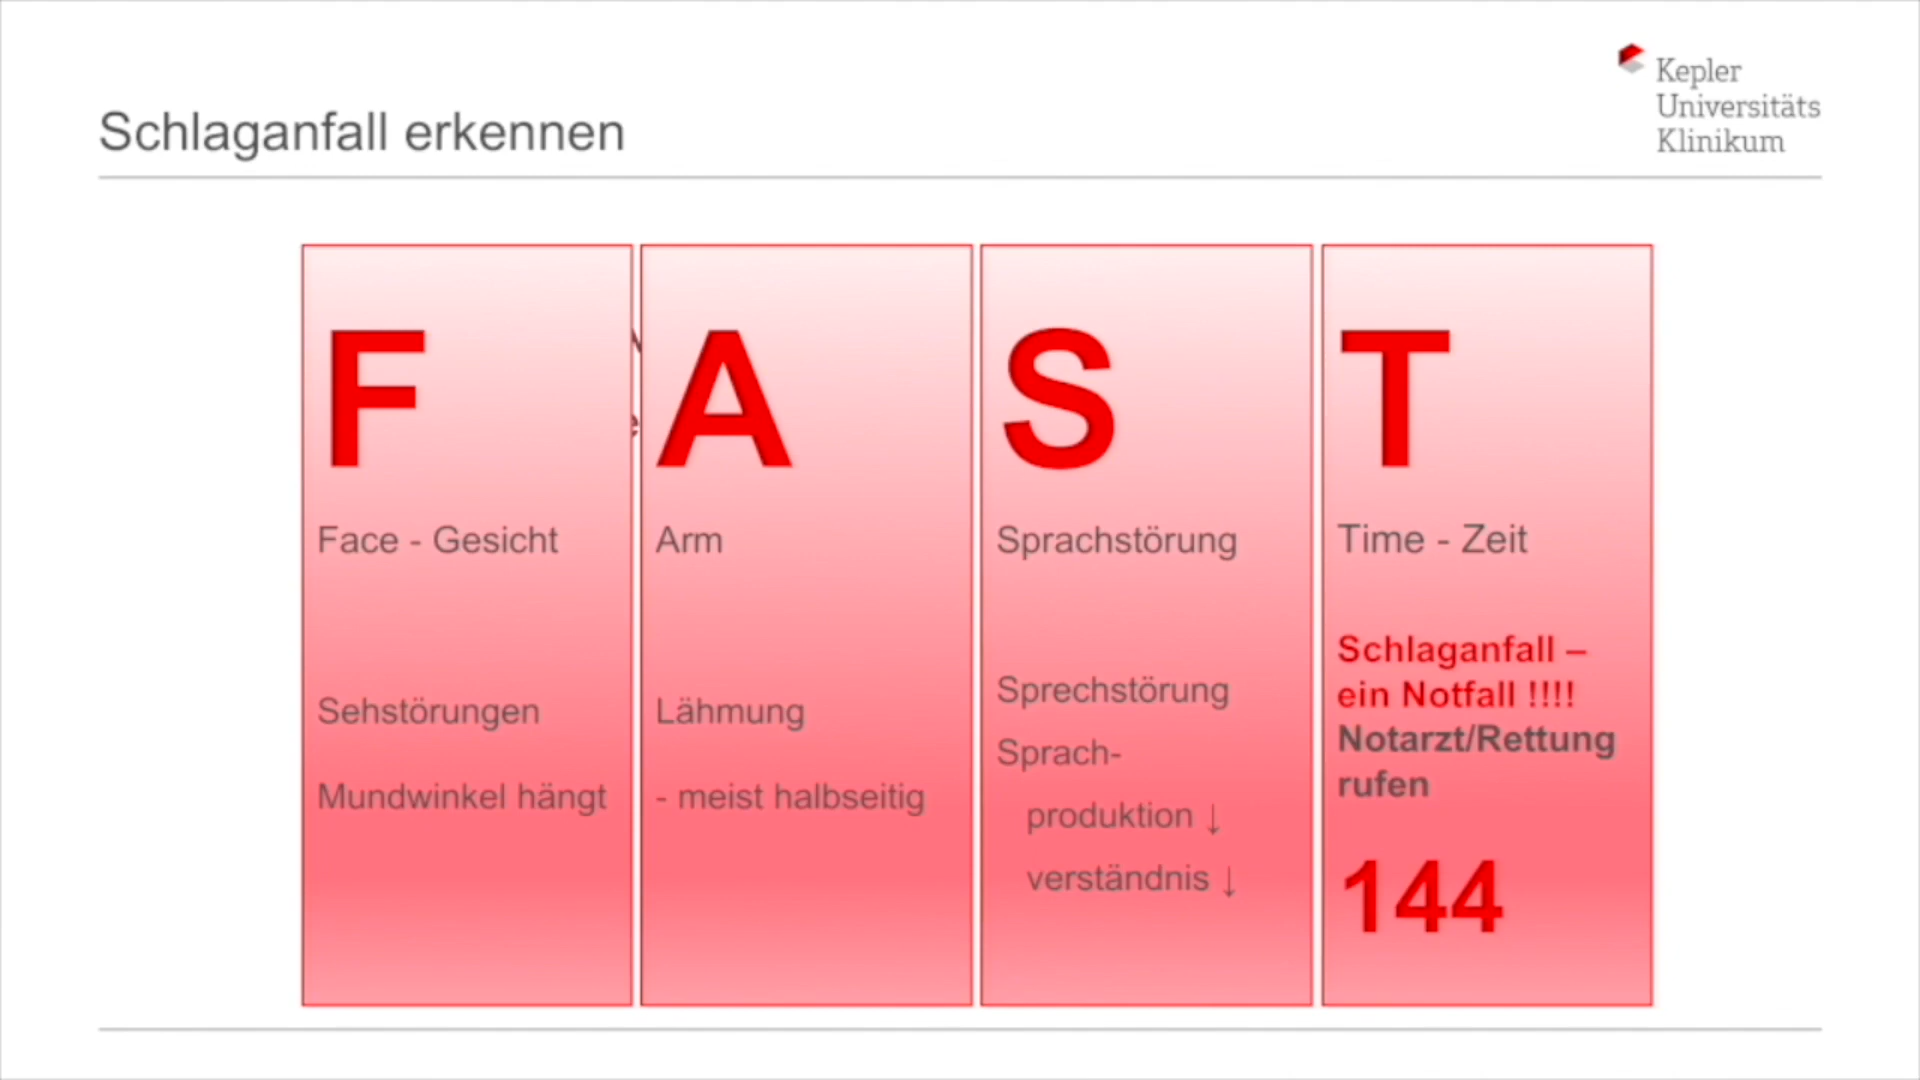 Kepler
Universitäts
Klinikum
Schlaganfall erkennen
F
Face - Gesicht
Sehstörungen
Mundwinkel hängt
A
Arm
Lähmung
- meist halbseitig
S
Sprachstörung
Sprechstörung
Sprach-
produktion ↓
verständnis ↓
T
Time - Zeit
Schlaganfall –
ein Notfall !!!!
Notarzt/Rettung
rufen
144